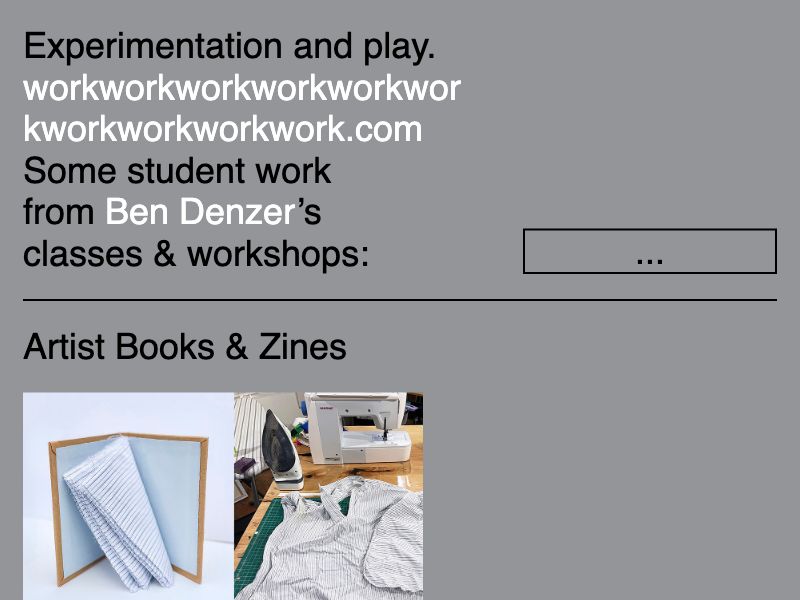 Experimentation and play.
workworkworkworkworkwor
kworkworkworkwork.com
Some student work
from Ben Denzer’s
classes & workshops:
...
Artist Books & Zines